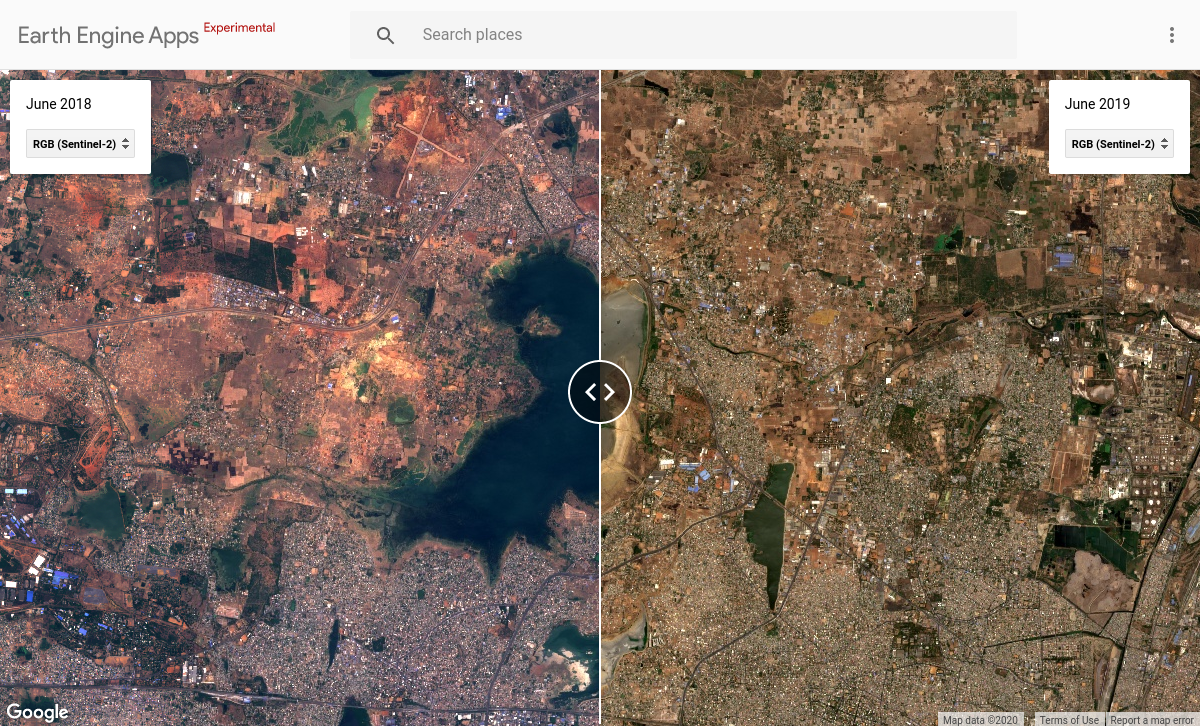 Earth Engine Apps Experimental
Search places
June 2018
RGB (Sentinel-2)
June 2019
RGB (Sentinel-2)
Google
Map data ©2020
Terms of Use
Report a map error